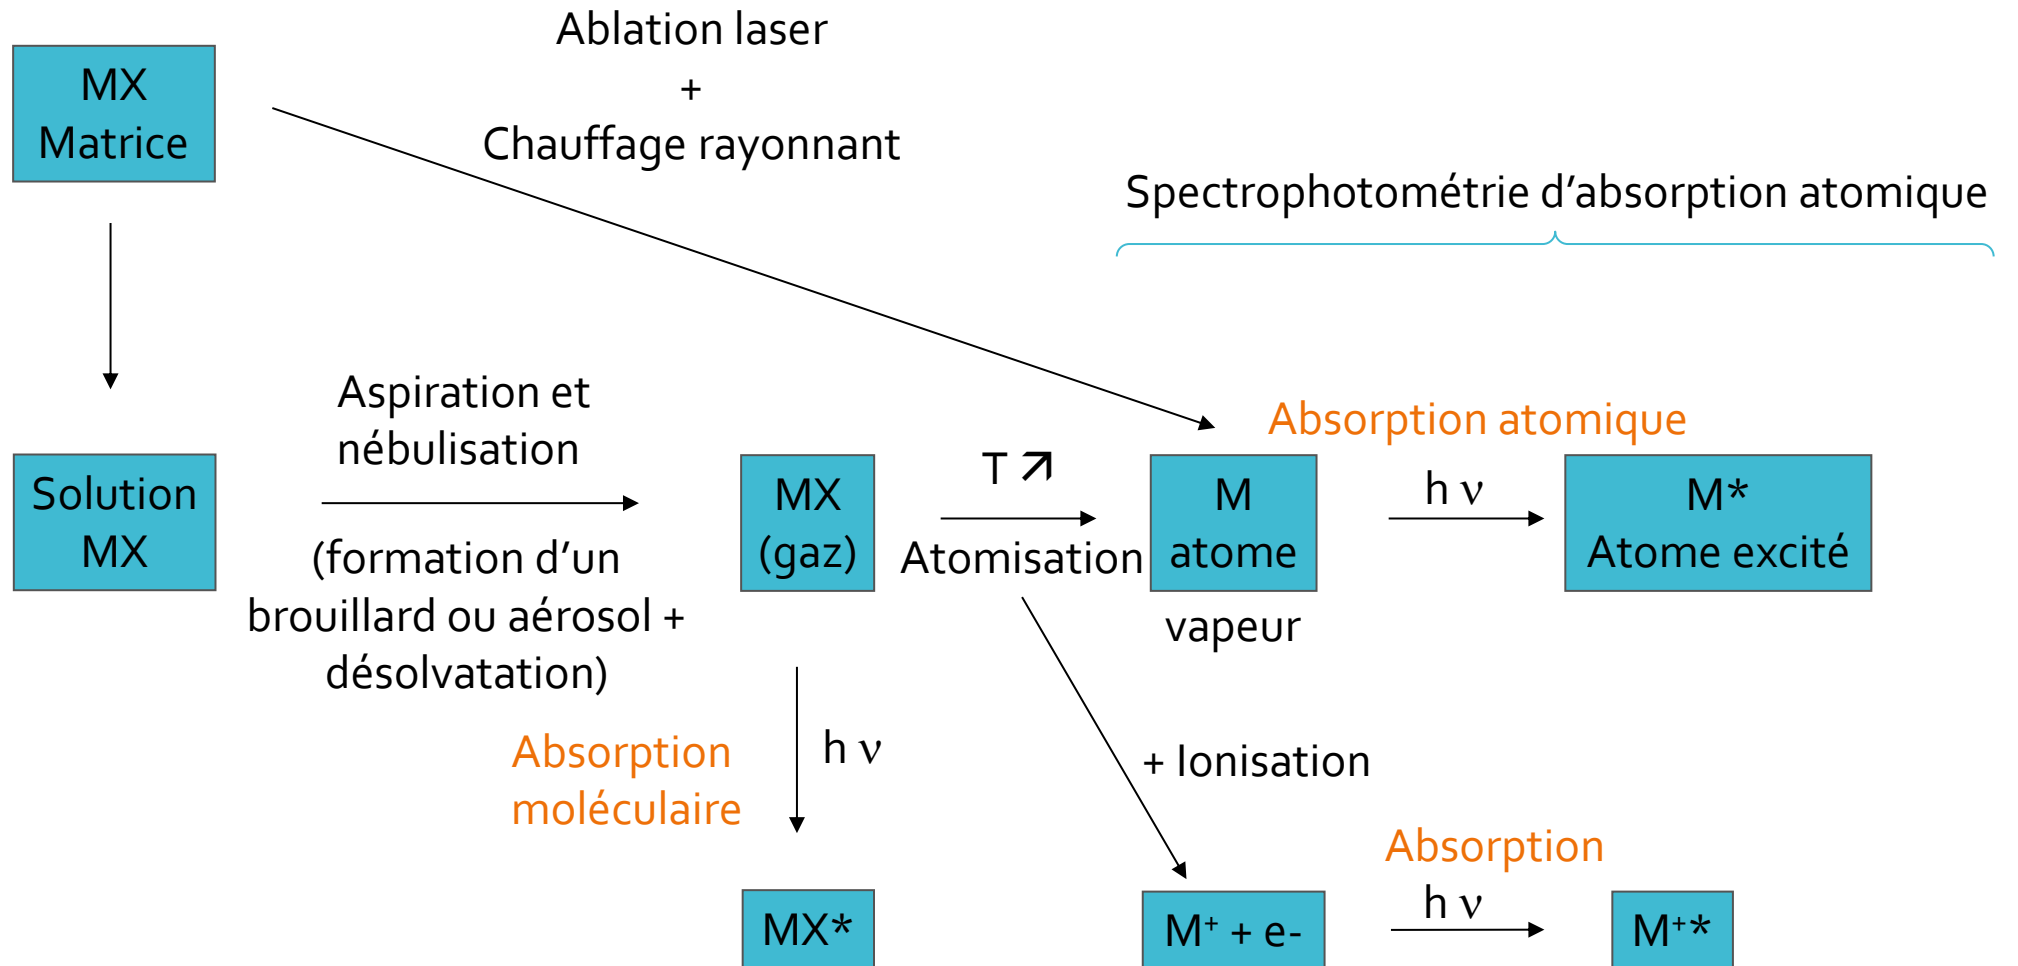 Ablation laser
+
Chauffage rayonnant
MX
Matrice
Spectrophotométrie d’absorption atomique
Aspiration et
nébulisation
(formation d’un
brouillard ou aérosol +
désolvatation)
Solution
MX
MX
(gaz)
T ↗
Atomisation
M
atome
vapeur
Absorption atomique
h ν
M*
Atome excité
Absorption
moléculaire
h ν
+ Ionisation
Absorption
h ν
MX*
M⁺ + e-
M⁺*